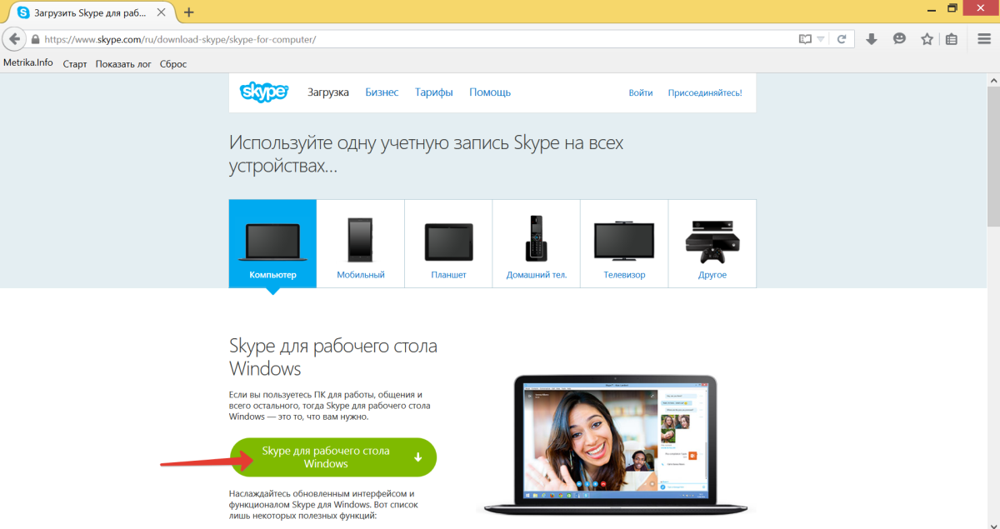 Загрузить Skype для раб...
https://www.skype.com/ru/download-skype/skype-for-computer/
Metrika.Info Старт Показать лог Сброс
skype Загрузка Бизнес Тарифы Помощь Войти Присоединяйтесь!
Используйте одну учетную запись Skype на всех
устройствах...
Компьютер Мобильный Планшет Домашний тел. Телевизор Другое
Skype для рабочего стола
Windows
Если вы пользуетесь ПК для работы, общения и
всего остального, тогда Skype для рабочего стола
Windows — это то, что вам нужно.
Skype для рабочего стола
Windows
Наслаждайтесь обновленным интерфейсом и
функционалом Skype для Windows. Вот список
лишь некоторых полезных функций: